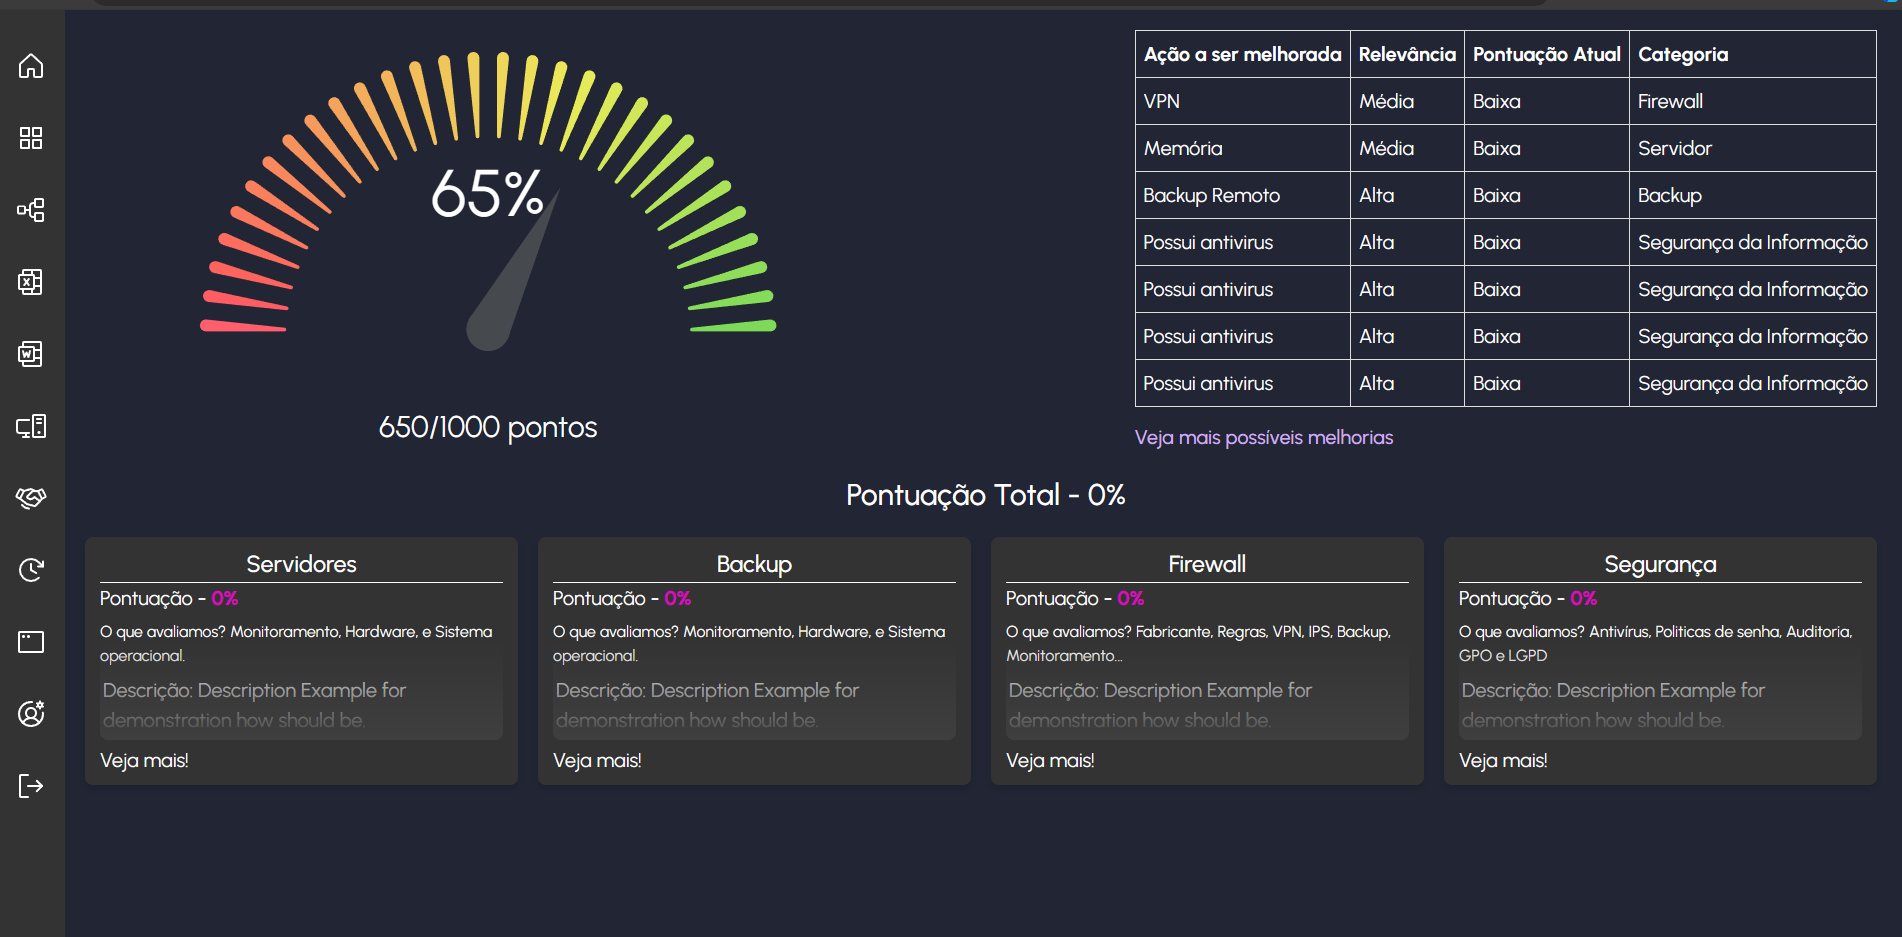 65%
650/1000 pontos
Ação a ser melhorada Relevância Pontuação Atual Categoria
VPN Média Baixa Firewall
Memória Média Baixa Servidor
Backup Remoto Alta Baixa Backup
Possui antivirus Alta Baixa Segurança da Informação
Possui antivirus Alta Baixa Segurança da Informação
Possui antivirus Alta Baixa Segurança da Informação
Possui antivirus Alta Baixa Segurança da Informação
Veja mais possíveis melhorias
Pontuação Total - 0%
Servidores
Pontuação - 0%
O que avaliamos? Monitoramento, Hardware, e Sistema
operacional.
Descrição: Description Example for
demonstration how should be.
Veja mais!
Backup
Pontuação - 0%
O que avaliamos? Monitoramento, Hardware, e Sistema
operacional.
Descrição: Description Example for
demonstration how should be.
Veja mais!
Firewall
Pontuação - 0%
O que avaliamos? Fabricante, Regras, VPN, IPS, Backup,
Monitoramento...
Descrição: Description Example for
demonstration how should be.
Veja mais!
Segurança
Pontuação - 0%
O que avaliamos? Antivírus, Politicas de senha, Auditoria,
GPO e LGPD
Descrição: Description Example for
demonstration how should be.
Veja mais!